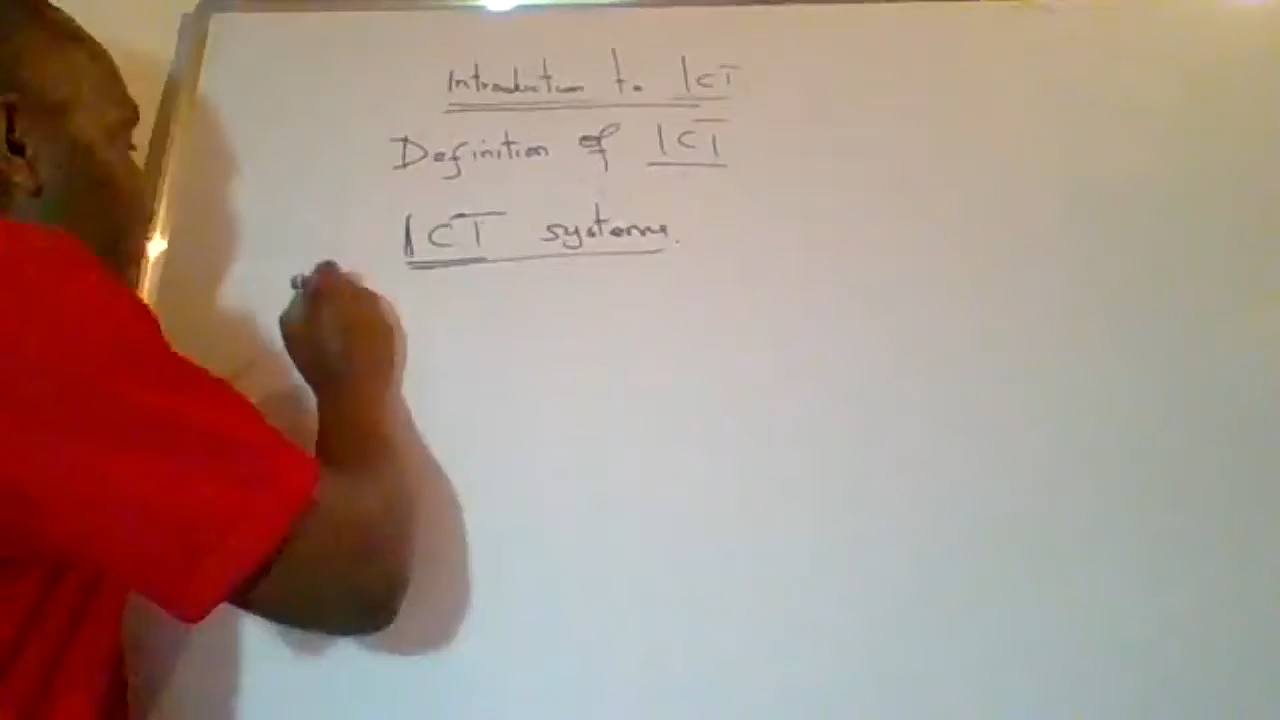 Introduction to ICT
Definition of ICT
ICT systems.